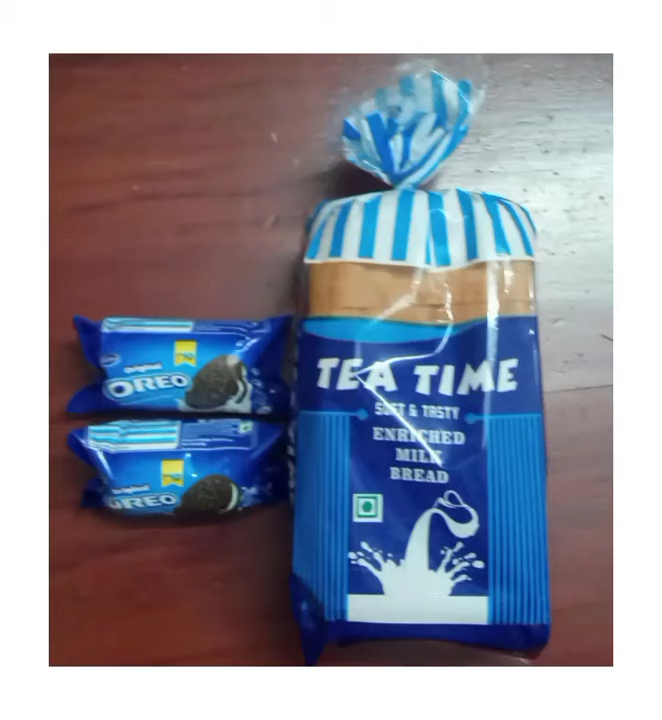 Original
OREO
Original
OREO
TEA TIME
SOFT & TASTY
ENRICHED
MILK
BREAD